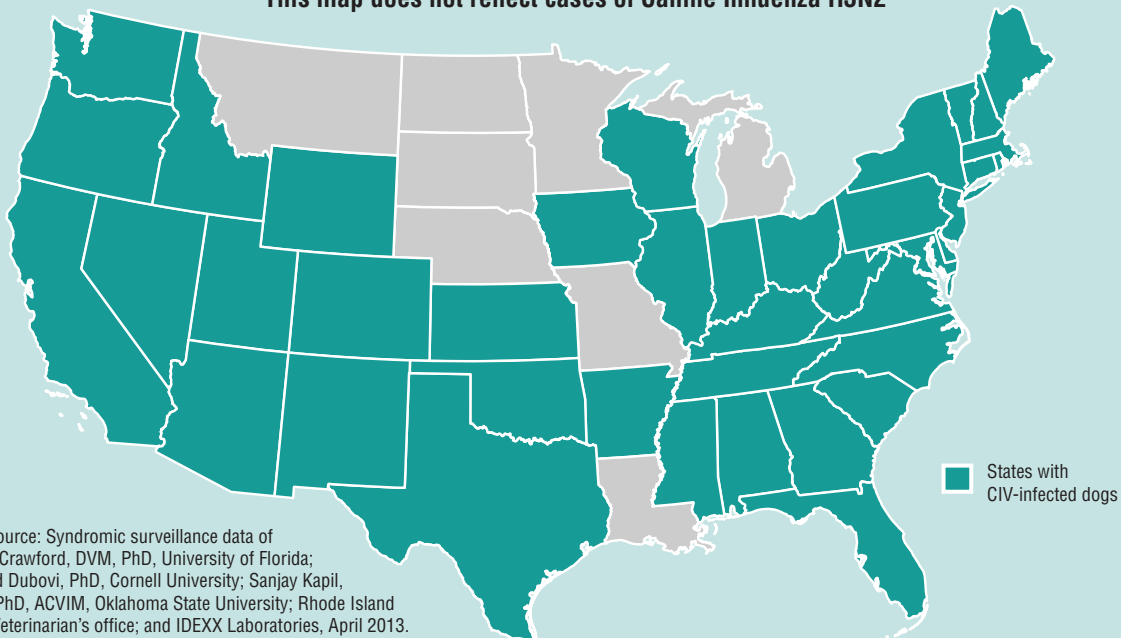 This map does not reflect cases of Canine Influenza H3N2
States with
CIV-infected dogs
ource: Syndromic surveillance data of
Crawford, DVM, PhD, University of Florida;
d Dubovi, PhD, Cornell University; Sanjay Kapil,
PhD, ACVIM, Oklahoma State University; Rhode Island
Veterinarian's office; and IDEXX Laboratories, April 2013.